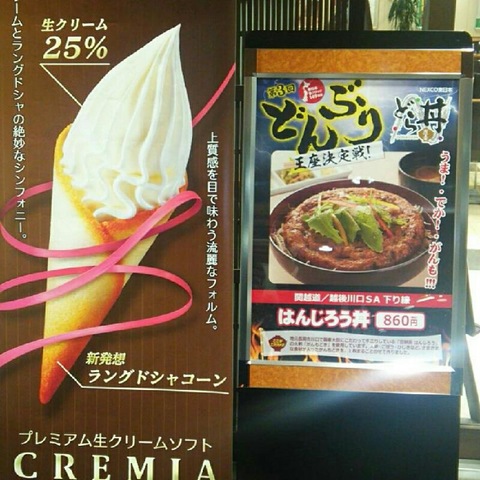 ームとラングドシャの絶妙なシンフォニー。
生クリーム
25%
上質感を目で味わう流麗なフォルム。
新発想
ラングドシャコーン
プレミアム生クリームソフト
CREMIA
NEXCO東日本
第3回
どんぶり
王座決定戦!
どら丼
うま!・でか!・がんも!!!
関越道/越後川口SA 下り線
はんじろう丼 860円